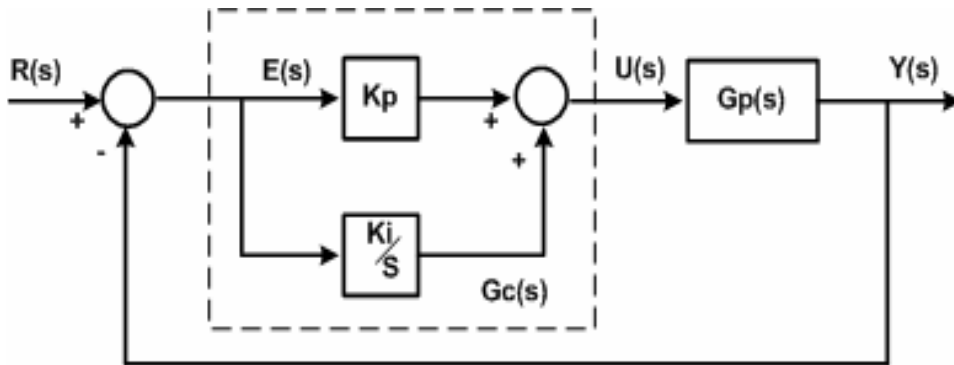 R(s)
E(s)
Kp
U(s)
Gp(s)
Y(s)
+
-
+
+
Ki/S
Gc(s)